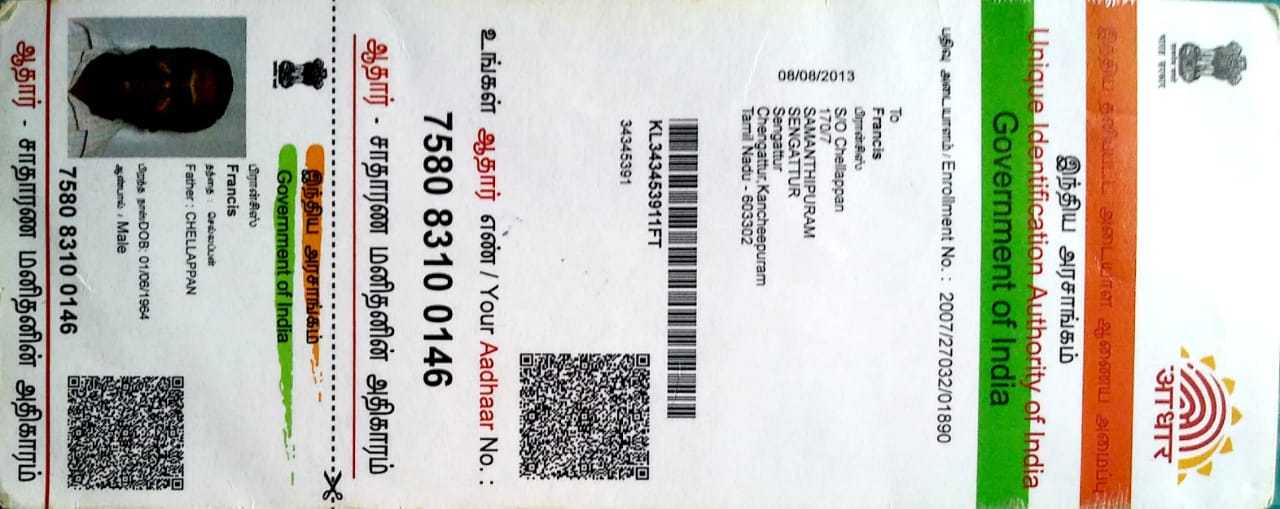 भारत सरकार
आधार
இந்திய தனிப்பட்ட அடையாள ஆணைய அமைப்பு
இந்திய அரசாங்கம்
Unique Identification Authority of India
Government of India
பதிவு அடையாளம் / Enrollment No. : 2007/27032/01890
08/08/2013
To
Francis
பிரான்சிஸ்
S/O Chellappan
170/7
SAMANTHIPURAM
SENGATTUR
Sengattur
Chengattur,Kancheepuram
Tamil Nadu - 603302
KL343453911FT
34345391
உங்கள் ஆதார் எண் / Your Aadhaar No. :
7580 8310 0146
ஆதார் - சாதாரண மனிதனின் அதிகாரம்
இந்திய அரசாங்கம்
Government of India
பிரான்சிஸ்
Francis
தந்தை : செல்லப்பன்
Father : CHELLAPPAN
பிறந்த நாள்/DOB: 01/06/1964
ஆண்பால் / Male
7580 8310 0146
ஆதார் - சாதாரண மனிதனின் அதிகாரம்